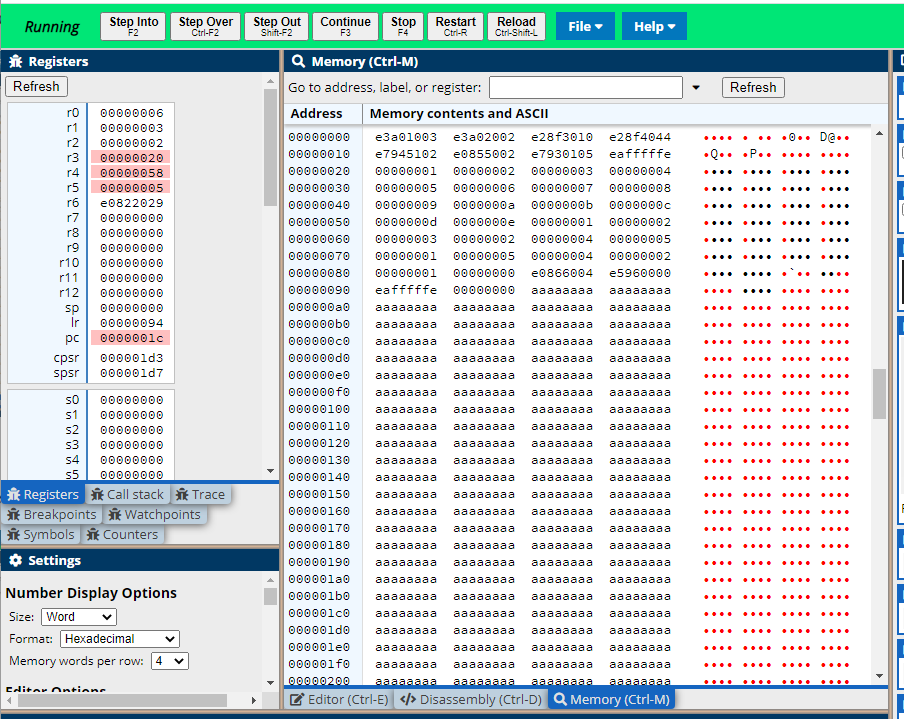 Running
Step Into
F2
Step Over
Ctrl-F2
Step Out
Shift-F2
Continue
F3
Stop
F4
Restart
Ctrl-R
Reload
Ctrl-Shift-L
File
Help
Registers
Refresh
r0 00000006
r1 00000003
r2 00000002
r3 00000020
r4 00000058
r5 00000005
r6 e0822029
r7 00000000
r8 00000000
r9 00000000
r10 00000000
r11 00000000
r12 00000000
sp 00000000
lr 00000094
pc 0000001c
cpsr 000001d3
spsr 000001d7
s0 00000000
s1 00000000
s2 00000000
s3 00000000
s4 00000000
s5 00000000
Registers Call stack Trace
Breakpoints Watchpoints
Symbols Counters
Settings
Number Display Options
Size: Word
Format: Hexadecimal
Memory words per row: 4
Editor Options
Memory (Ctrl-M)
Go to address, label, or register: Refresh
Address Memory contents and ASCII
00000000 e3a01003 e3a02002 e28f3010 e28f4044 •••• • •• •0•• D@••
00000010 e7945102 e0855002 e7930105 eafffffe •Q•• •P•• •••• ••••
00000020 00000001 00000002 00000003 00000004 •••• •••• •••• ••••
00000030 00000005 00000006 00000007 00000008 •••• •••• •••• ••••
00000040 00000009 0000000a 0000000b 0000000c •••• •••• •••• ••••
00000050 0000000d 0000000e 00000001 00000002 •••• •••• •••• ••••
00000060 00000003 00000002 00000004 00000005 •••• •••• •••• ••••
00000070 00000001 00000005 00000004 00000002 •••• •••• •••• ••••
00000080 00000001 00000000 e0866004 e5960000 •••• •••• •`•• ••••
00000090 eafffffe 00000000 aaaaaaaa aaaaaaaa •••• •••• •••• ••••
000000a0 aaaaaaaa aaaaaaaa aaaaaaaa aaaaaaaa •••• •••• •••• ••••
000000b0 aaaaaaaa aaaaaaaa aaaaaaaa aaaaaaaa •••• •••• •••• ••••
000000c0 aaaaaaaa aaaaaaaa aaaaaaaa aaaaaaaa •••• •••• •••• ••••
000000d0 aaaaaaaa aaaaaaaa aaaaaaaa aaaaaaaa •••• •••• •••• ••••
000000e0 aaaaaaaa aaaaaaaa aaaaaaaa aaaaaaaa •••• •••• •••• ••••
000000f0 aaaaaaaa aaaaaaaa aaaaaaaa aaaaaaaa •••• •••• •••• ••••
00000100 aaaaaaaa aaaaaaaa aaaaaaaa aaaaaaaa •••• •••• •••• ••••
00000110 aaaaaaaa aaaaaaaa aaaaaaaa aaaaaaaa •••• •••• •••• ••••
00000120 aaaaaaaa aaaaaaaa aaaaaaaa aaaaaaaa •••• •••• •••• ••••
00000130 aaaaaaaa aaaaaaaa aaaaaaaa aaaaaaaa •••• •••• •••• ••••
00000140 aaaaaaaa aaaaaaaa aaaaaaaa aaaaaaaa •••• •••• •••• ••••
00000150 aaaaaaaa aaaaaaaa aaaaaaaa aaaaaaaa •••• •••• •••• ••••
00000160 aaaaaaaa aaaaaaaa aaaaaaaa aaaaaaaa •••• •••• •••• ••••
00000170 aaaaaaaa aaaaaaaa aaaaaaaa aaaaaaaa •••• •••• •••• ••••
00000180 aaaaaaaa aaaaaaaa aaaaaaaa aaaaaaaa •••• •••• •••• ••••
00000190 aaaaaaaa aaaaaaaa aaaaaaaa aaaaaaaa •••• •••• •••• ••••
000001a0 aaaaaaaa aaaaaaaa aaaaaaaa aaaaaaaa •••• •••• •••• ••••
000001b0 aaaaaaaa aaaaaaaa aaaaaaaa aaaaaaaa •••• •••• •••• ••••
000001c0 aaaaaaaa aaaaaaaa aaaaaaaa aaaaaaaa •••• •••• •••• ••••
000001d0 aaaaaaaa aaaaaaaa aaaaaaaa aaaaaaaa •••• •••• •••• ••••
000001e0 aaaaaaaa aaaaaaaa aaaaaaaa aaaaaaaa •••• •••• •••• ••••
000001f0 aaaaaaaa aaaaaaaa aaaaaaaa aaaaaaaa •••• •••• •••• ••••
00000200 aaaaaaaa aaaaaaaa aaaaaaaa aaaaaaaa •••• •••• •••• ••••
Editor (Ctrl-E) Disassembly (Ctrl-D) Memory (Ctrl-M)